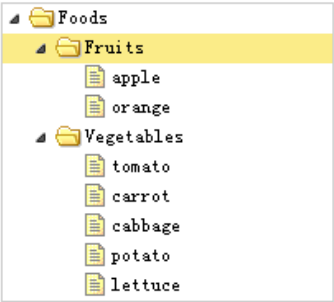 Foods
Fruits
apple
orange
Vegetables
tomato
carrot
cabbage
potato
lettuce